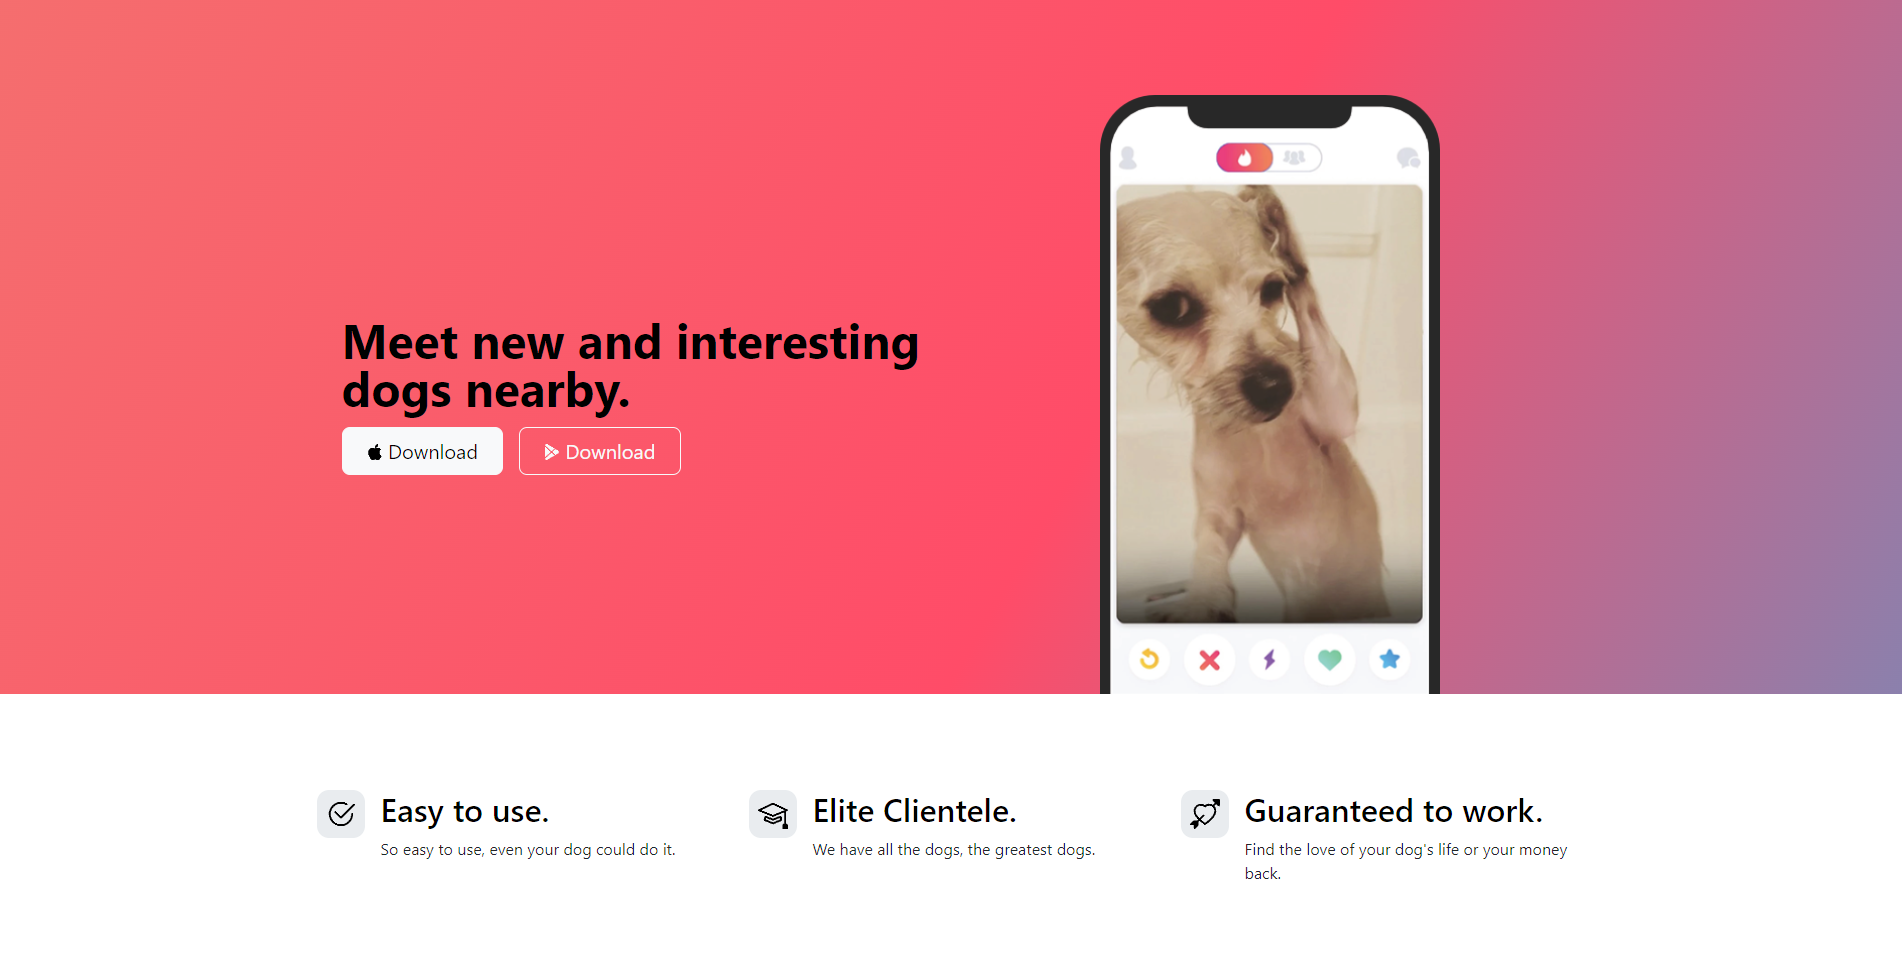 Meet new and interesting
dogs nearby.
Download
Download
Easy to use.
So easy to use, even your dog could do it.
Elite Clientele.
We have all the dogs, the greatest dogs.
Guaranteed to work.
Find the love of your dog's life or your money
back.